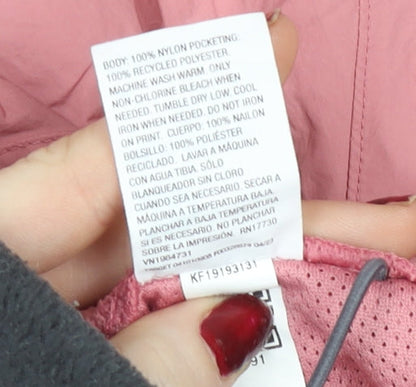 BODY: 100% NYLON POCKETING:
100% RECYCLED POLYESTER.
MACHINE WASH WARM. ONLY
NON-CHLORINE BLEACH WHEN
NEEDED. TUMBLE DRY LOW. COOL
IRON WHEN NEEDED. DO NOT IRON
ON PRINT. CUERPO: 100% NAILON
BOLSILLO: 100% POLIÉSTER
RECICLADO. LAVAR A MÁQUINA
CON AGUA TIBIA. SÓLO
BLANQUEADOR SIN CLORO
CUANDO SEA NECESARIO. SECAR A
MÁQUINA A BAJA TEMPERATURA
PLANCHAR A BAJA TEMPERATURA
SI ES NECESARIO. NO PLANCHAR
SOBRE LA IMPRESIÓN. RN17730
VN1984731
KF19193131
91